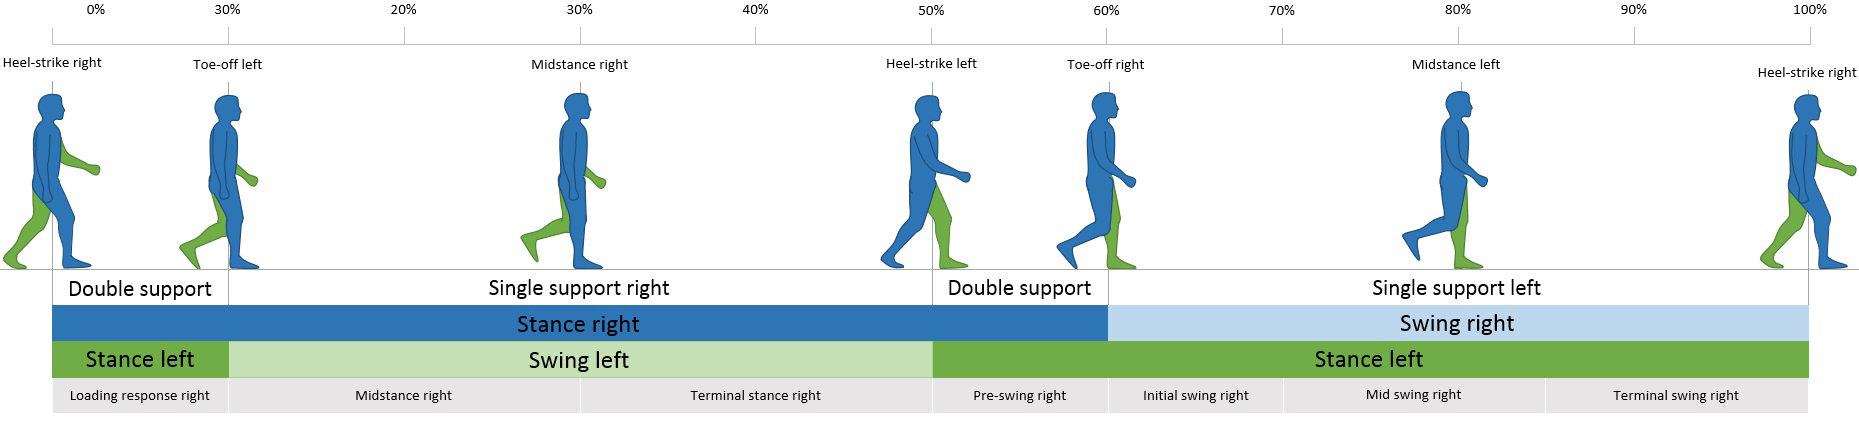 0% 30% 20% 30% 40% 50% 60% 70% 80% 90% 100%
Heel-strike right Toe-off left Midstance right Heel-strike left Toe-off right Midstance left Heel-strike right
Double support Single support right Double support Single support left
Stance right Swing right
Stance left Swing left Stance left
Loading response right Midstance right Terminal stance right Pre-swing right Initial swing right Mid swing right Terminal swing right